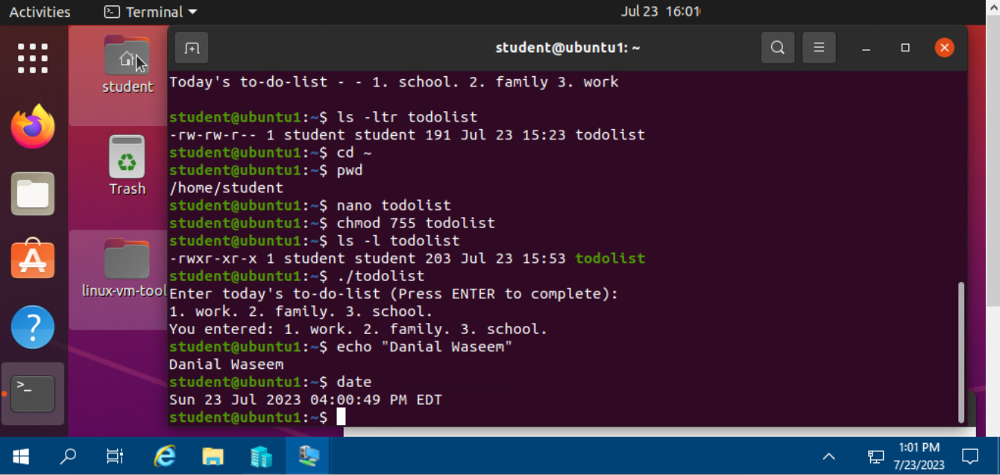 Activities
Terminal
Jul 23 16:01
student@ubuntu1: ~
student
Trash
linux-vm-tool
Today's to-do-list - - 1. school. 2. family 3. work
student@ubuntu1:~$ ls -ltr todolist
-rw-rw-r-- 1 student student 191 Jul 23 15:23 todolist
student@ubuntu1:~$ cd ~
student@ubuntu1:~$ pwd
/home/student
student@ubuntu1:~$ nano todolist
student@ubuntu1:~$ chmod 755 todolist
student@ubuntu1:~$ ls -l todolist
-rwxr-xr-x 1 student student 203 Jul 23 15:53 todolist
student@ubuntu1:~$ ./todolist
Enter today's to-do-list (Press ENTER to complete):
1. work. 2. family. 3. school.
You entered: 1. work. 2. family. 3. school.
student@ubuntu1:~$ echo "Danial Waseem"
Danial Waseem
student@ubuntu1:~$ date
Sun 23 Jul 2023 04:00:49 PM EDT
student@ubuntu1:~$
1:01 PM
7/23/2023